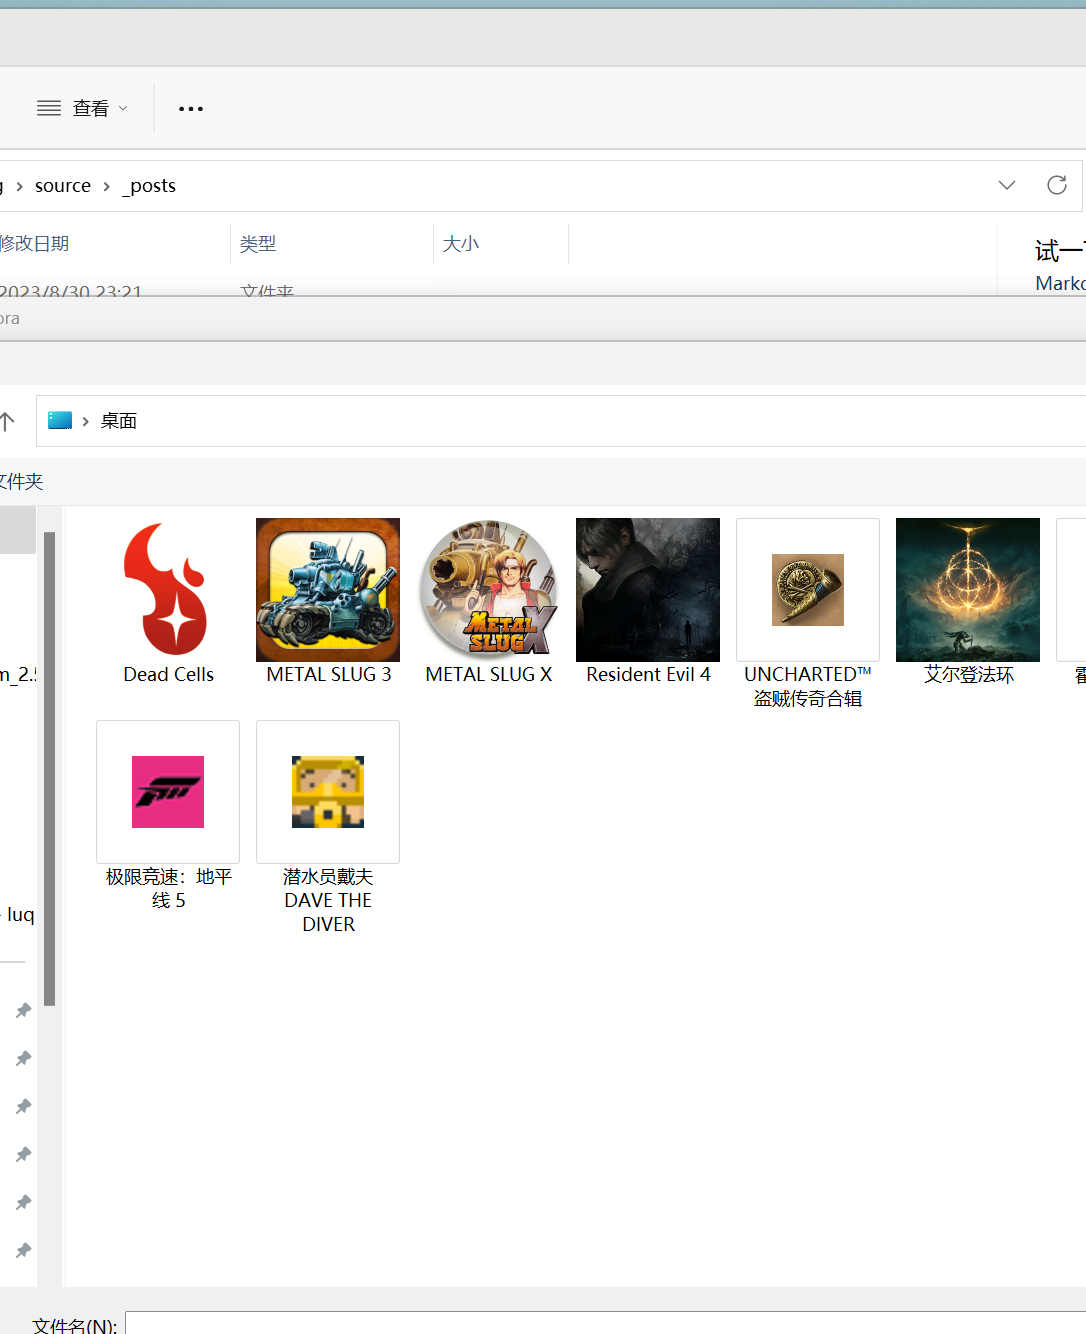 查看
source
_posts
修改日期
类型
大小
试一
2023/8/30 23:21
文件夹
ora
桌面
文件夹
Dead Cells
METAL SLUG 3
METAL
SLUG X
METAL SLUG X
Resident Evil 4
UNCHARTED™
盗贼传奇合辑
艾尔登法环
m_2.5
极限竞速：地平
线 5
潜水员戴夫
DAVE THE
DIVER
luq
文件名(N):